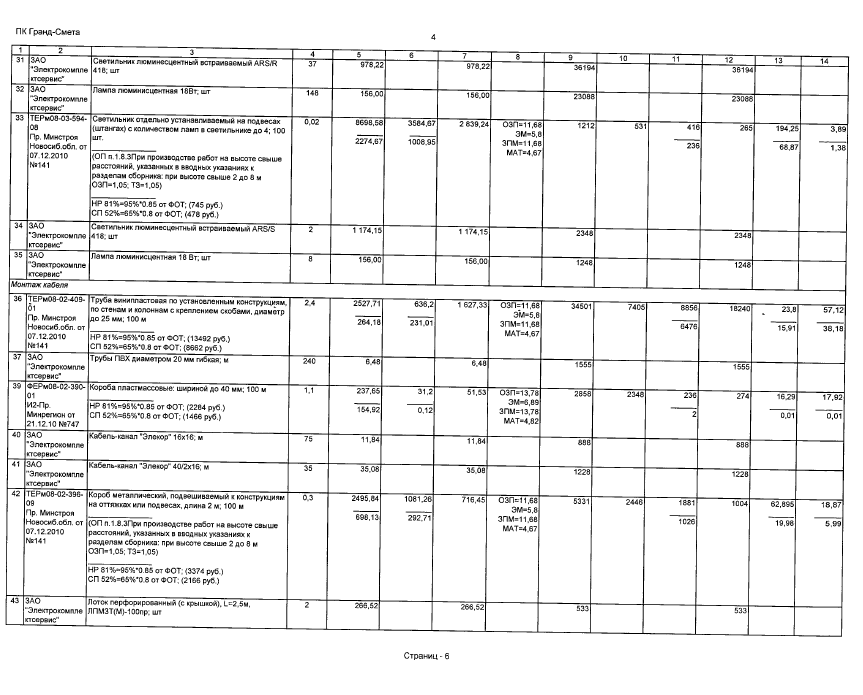 ПК Гранд-Смета
4
1 2 3 4 5 6 7 8 9 10 11 12 13 14
31 ЗАО "Электрокомпле ктсервис" Светильник люминесцентный встраиваемый ARS/R 418; шт 37 978,22 978,22 36194 36194
32 ЗАО "Электрокомпле ктсервис" Лампа люминисцентная 18Вт; шт 148 156,00 156,00 23088 23088
33 ТЕРм08-03-594-08 Светильник отдельно устанавливаемый на подвесах 0,02 8698,58 3584,67 2 839,24 ОЗП=11,68 1212 531 416 265 194,25 3,89
Пр. Минстроя (штангах) с количеством ламп в светильнике до 4; 100 шт. 2274,67 1008,95 ЭМ=5,8 236 68,87 1,38
Новосиб.обл. от ЗПМ=11,68
07.12.2010 (ОП п.1.8.3При производстве работ на высоте свыше МАТ=4,67
№141 расстояний, указанных в вводных указаниях к
разделам сборника: при высоте свыше 2 до 8 м
ОЗП=1,05; ТЗ=1,05)
НР 81%=95%*0.85 от ФОТ; (745 руб.)
СП 52%=65%*0.8 от ФОТ; (478 руб.)
34 ЗАО "Электрокомпле ктсервис" Светильник люминесцентный встраиваемый ARS/S 418; шт 2 1 174,15 1 174,15 2348 2348
35 ЗАО "Электрокомпле ктсервис" Лампа люминисцентная 18 Вт; шт 8 156,00 156,00 1248 1248
Монтаж кабеля
36 ТЕРм08-02-409-01 Труба винипластовая по установленным конструкциям, 2,4 2527,71 636,2 1 627,33 ОЗП=11,68 34501 7405 8856 18240 23,8 57,12
Пр. Минстроя по стенам и колоннам с креплением скобами, диаметр 264,18 231,01 ЭМ=5,8 6476 15,91 38,18
Новосиб.обл. от до 25 мм; 100 м ЗПМ=11,68
07.12.2010 НР 81%=95%*0.85 от ФОТ; (13492 руб.) МАТ=4,67
№141 СП 52%=65%*0.8 от ФОТ; (8662 руб.)
37 ЗАО "Электрокомпле ктсервис" Трубы ПВХ диаметром 20 мм гибкая; м 240 6,48 6,48 1555 1555
39 ФЕРм08-02-390-01 Короба пластмассовые: шириной до 40 мм; 100 м 1,1 237,65 31,2 51,53 ОЗП=13,78 2858 2348 236 274 16,29 17,92
И2-Пр. НР 81%=95%*0.85 от ФОТ; (2284 руб.) 154,92 0,12 ЭМ=6,89 2 0,01 0,01
Минрегион от СП 52%=65%*0.8 от ФОТ; (1466 руб.) ЗПМ=13,78
21.12.10 №747 МАТ=4,82
40 ЗАО "Электрокомпле ктсервис" Кабель-канал "Элекор" 16х16; м 75 11,84 11,84 888 888
41 ЗАО "Электрокомпле ктсервис" Кабель-канал "Элекор" 40/2х16; м 35 35,08 35,08 1228 1228
42 ТЕРм08-02-396-09 Короб металлический, подвешиваемый к конструкциям 0,3 2495,84 1081,26 716,45 ОЗП=11,68 5331 2446 1881 1004 62,895 18,87
Пр. Минстроя на оттяжках или подвесах, длина 2 м; 100 м 698,13 292,71 ЭМ=5,8 1026 19,98 5,99
Новосиб.обл. от ЗПМ=11,68
07.12.2010 (ОП п.1.8.3При производстве работ на высоте свыше МАТ=4,67
№141 расстояний, указанных в вводных указаниях к
разделам сборника: при высоте свыше 2 до 8 м
ОЗП=1,05; ТЗ=1,05)
НР 81%=95%*0.85 от ФОТ; (3374 руб.)
СП 52%=65%*0.8 от ФОТ; (2166 руб.)
43 ЗАО "Электрокомпле ктсервис" Лоток перфорированный (с крышкой), L=2,5м, ЛПМЗТ(М)-100пр; шт 2 266,52 266,52 533 533
Страниц - 6